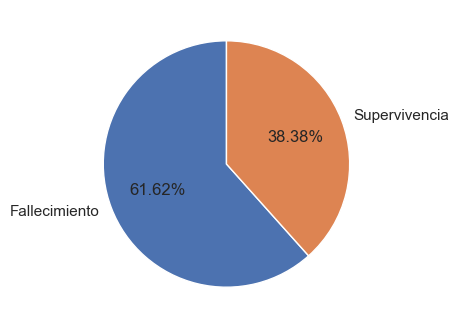 Supervivencia
38.38%
61.62%
Fallecimiento